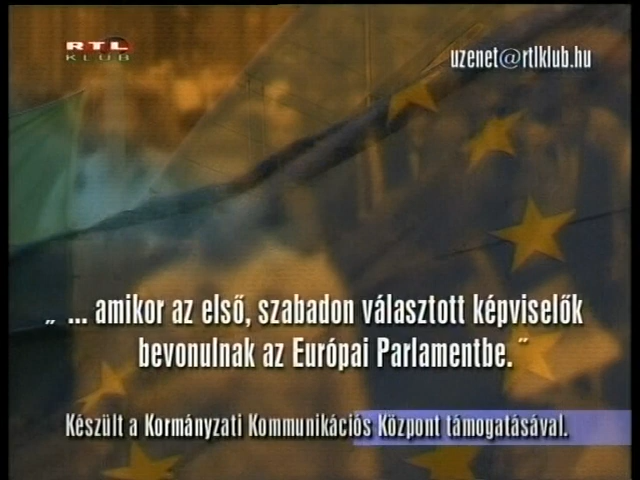 RTL
KLUB
uzenet@rtlklub.hu
„ ... amikor az első, szabadon választott képviselők
bevonulnak az Európai Parlamentbe.˝
Készült a Kormányzati Kommunikációs Központ támogatásával.